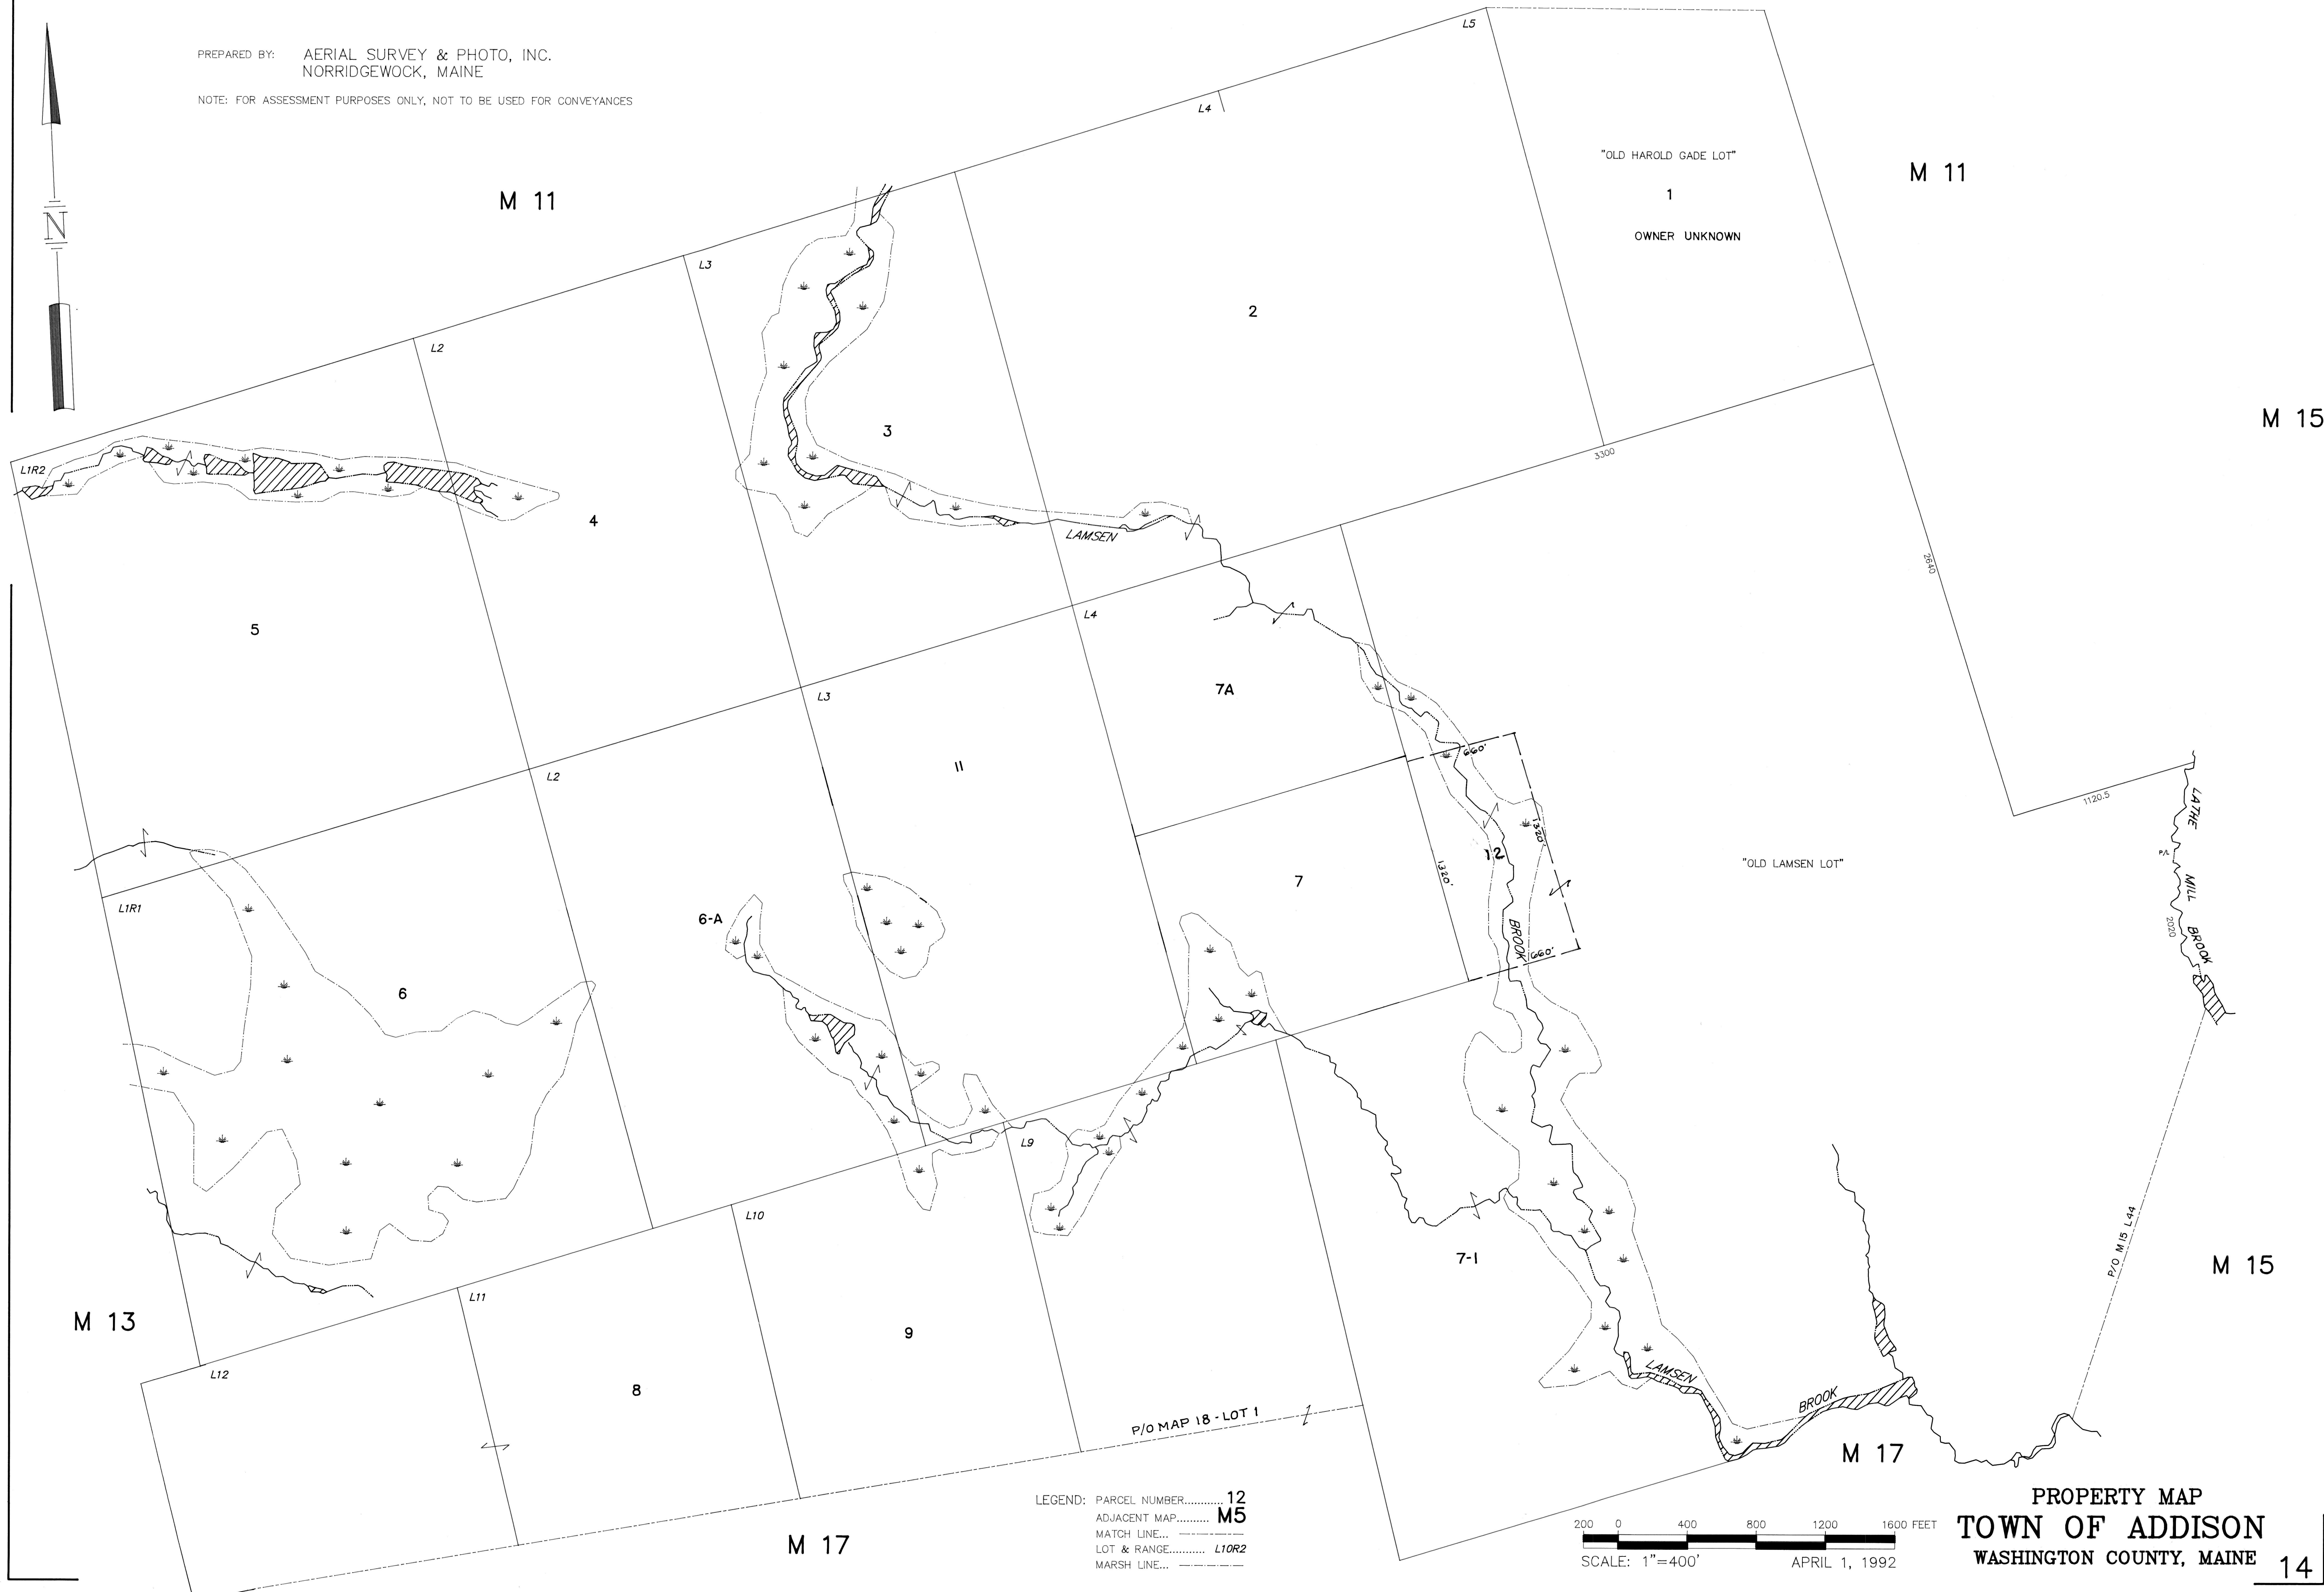 PREPARED BY: AERIAL SURVEY & PHOTO, INC.
NORRIDGEWOCK, MAINE
NOTE: FOR ASSESSMENT PURPOSES ONLY, NOT TO BE USED FOR CONVEYANCES
N
M 11
M 11
M 15
L5
L4
"OLD HAROLD GADE LOT"
1
OWNER UNKNOWN
L3
2
L2
3
L1R2
3300
4
LAMSEN
2640
5
L4
7A
L3
L2
11
660'
1120.5
LATHE
MILL
BROOK
P/L
2020
12
1320'
1320'
"OLD LAMSEN LOT"
7
L1R1
6-A
BROOK
660'
6
L9
L10
7-1
P/O M15 L44
M 15
L11
M 13
9
L12
8
LAMSEN
BROOK
P/O MAP 18 - LOT 1
M 17
M 17
LEGEND: PARCEL NUMBER........... 12
ADJACENT MAP.......... M5
MATCH LINE...
LOT & RANGE.......... L10R2
MARSH LINE...
200 0 400 800 1200 1600 FEET
SCALE: 1"=400' APRIL 1, 1992
PROPERTY MAP
TOWN OF ADDISON
WASHINGTON COUNTY, MAINE
14